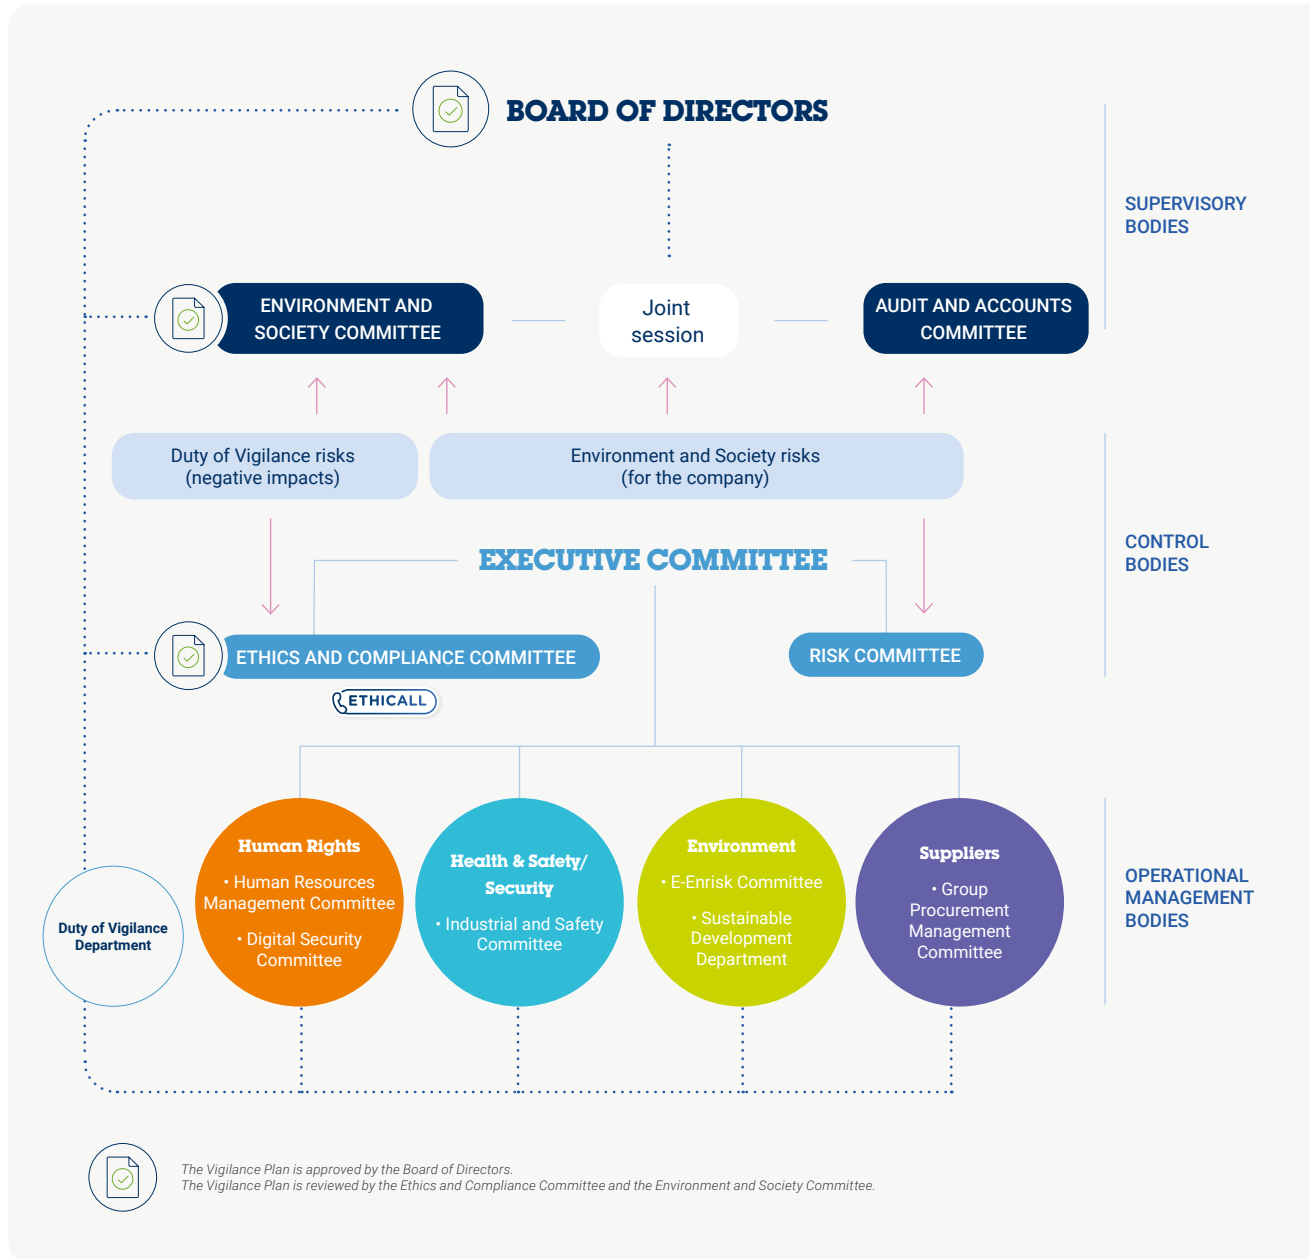 BOARD OF DIRECTORS
SUPERVISORY
BODIES
ENVIRONMENT AND
SOCIETY COMMITTEE
Joint
session
AUDIT AND ACCOUNTS
COMMITTEE
Duty of Vigilance risks
(negative impacts)
Environment and Society risks
(for the company)
CONTROL
BODIES
EXECUTIVE COMMITTEE
ETHICS AND COMPLIANCE COMMITTEE
RISK COMMITTEE
ETHICALL
Duty of Vigilance
Department
Human Rights
• Human Resources
Management Committee
• Digital Security
Committee
Health & Safety/
Security
• Industrial and Safety
Committee
Environment
• E-Enrisk Committee
• Sustainable
Development
Department
Suppliers
• Group
Procurement
Management
Committee
OPERATIONAL
MANAGEMENT
BODIES
The Vigilance Plan is approved by the Board of Directors.
The Vigilance Plan is reviewed by the Ethics and Compliance Committee and the Environment and Society Committee.